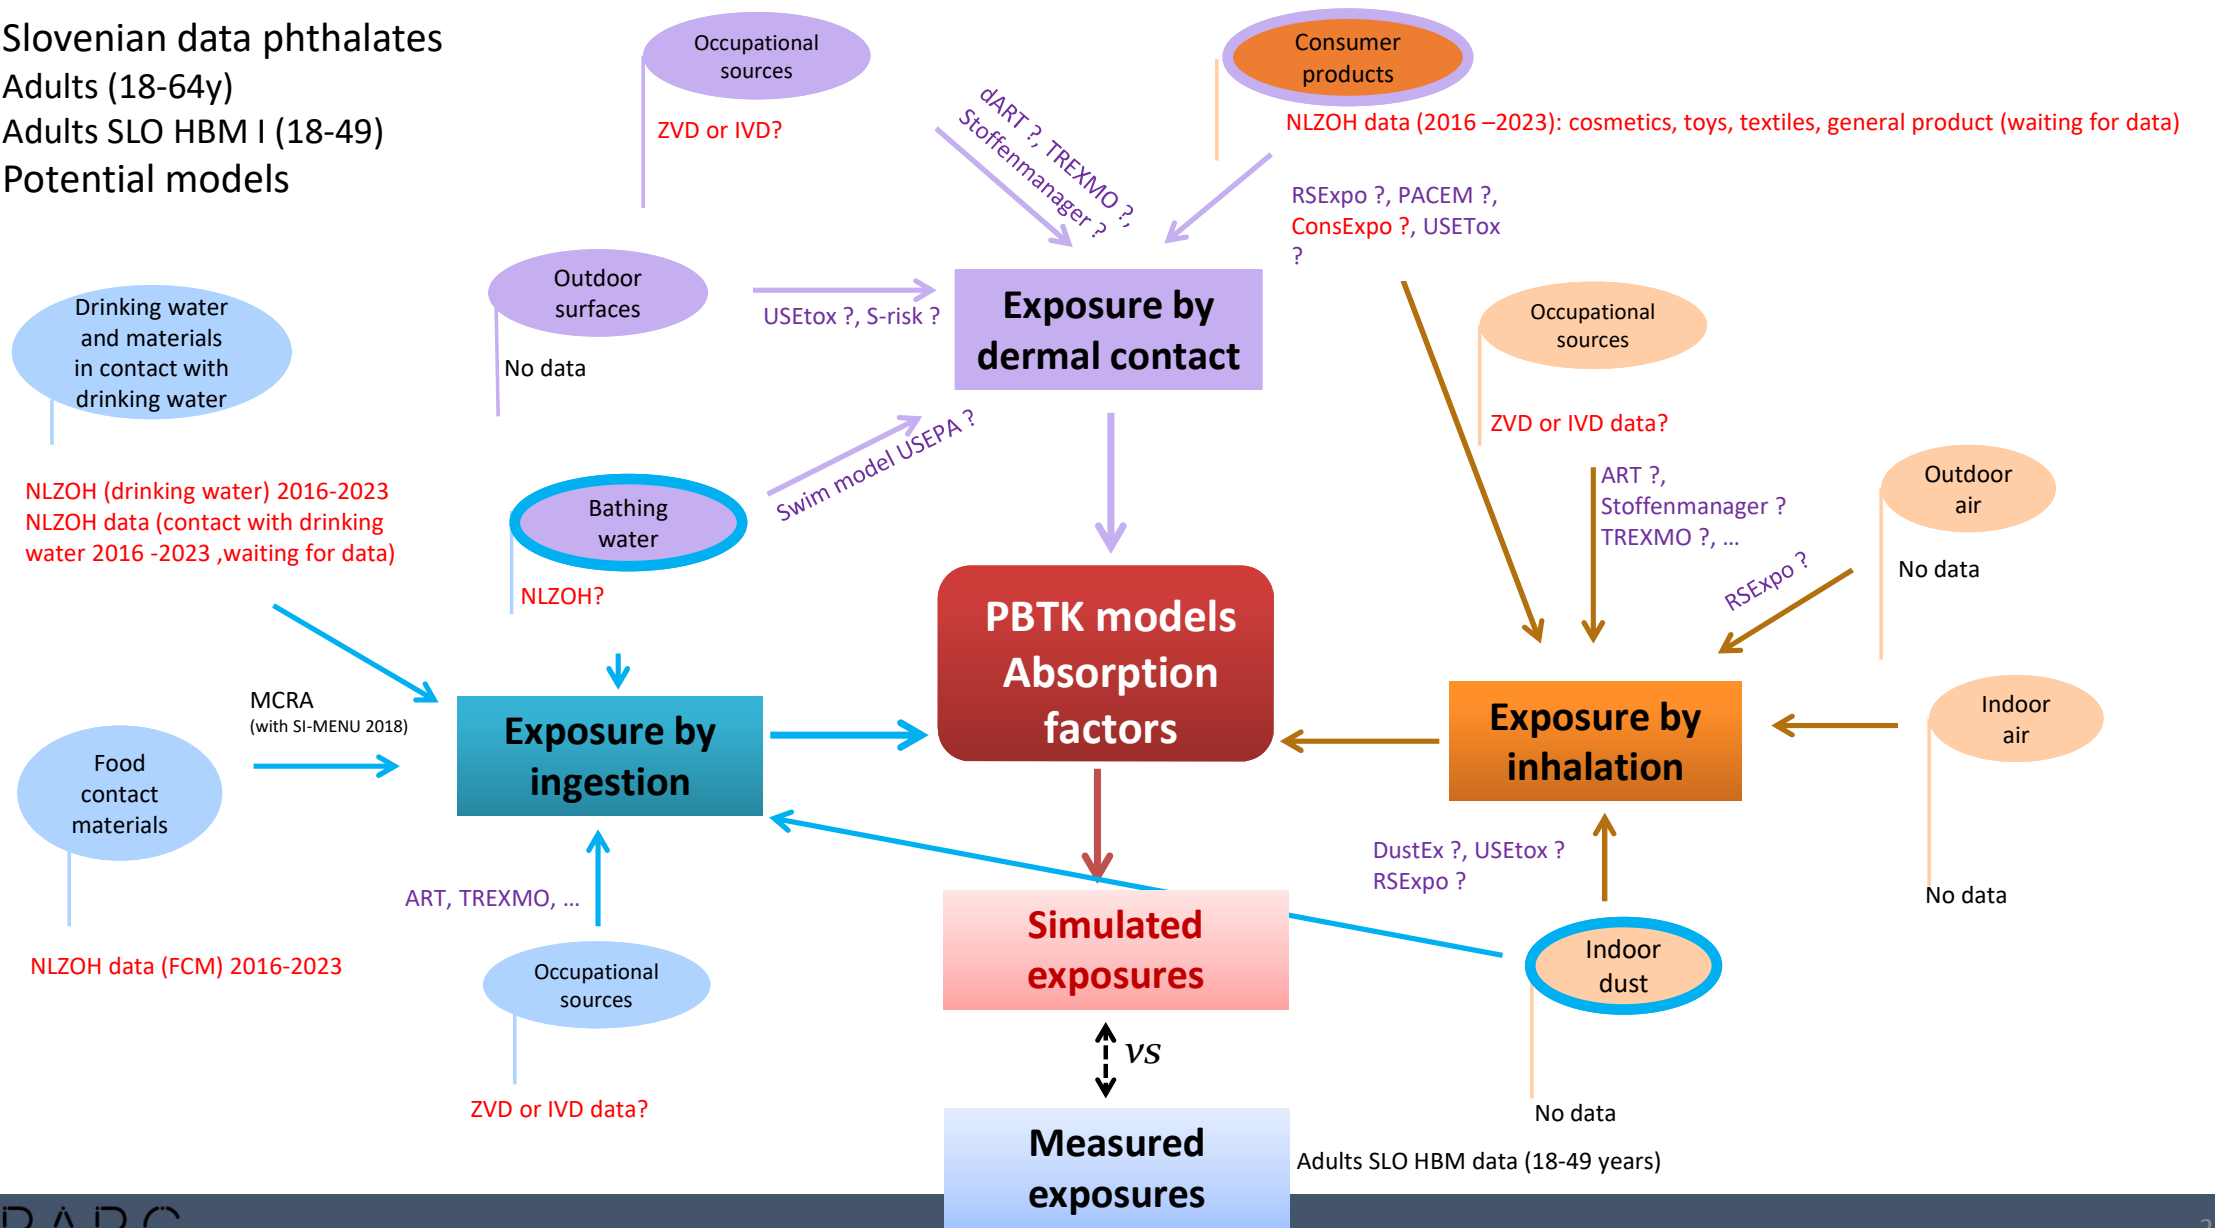 Slovenian data phthalates
Adults (18-64y)
Adults SLO HBM I (18-49)
Potential models
Occupational
sources
ZVD or IVD?
dART ?, TREXMO ?,
Stoffenmanager ?
Consumer
products
NLZOH data (2016 –2023): cosmetics, toys, textiles, general product (waiting for data)
RSExpo ?, PACEM ?,
ConsExpo ?, USETox
?
Outdoor
surfaces
No data
USEtox ?, S-risk ?
Exposure by
dermal contact
Drinking water
and materials
in contact with
drinking water
NLZOH (drinking water) 2016-2023
NLZOH data (contact with drinking
water 2016 -2023 ,waiting for data)
Bathing
water
NLZOH?
Swim model USEPA ?
Occupational
sources
ZVD or IVD data?
ART ?,
Stoffenmanager ?
TREXMO ?, ...
Outdoor
air
No data
RSExpo ?
PBTK models
Absorption
factors
MCRA
(with SI-MENU 2018)
Food
contact
materials
NLZOH data (FCM) 2016-2023
Exposure by
ingestion
Exposure by
inhalation
Indoor
air
No data
ART, TREXMO, ...
Occupational
sources
ZVD or IVD data?
DustEx ?, USEtox ?
RSExpo ?
Indoor
dust
No data
Simulated
exposures
vs
Measured
exposures
Adults SLO HBM data (18-49 years)
PARC
2